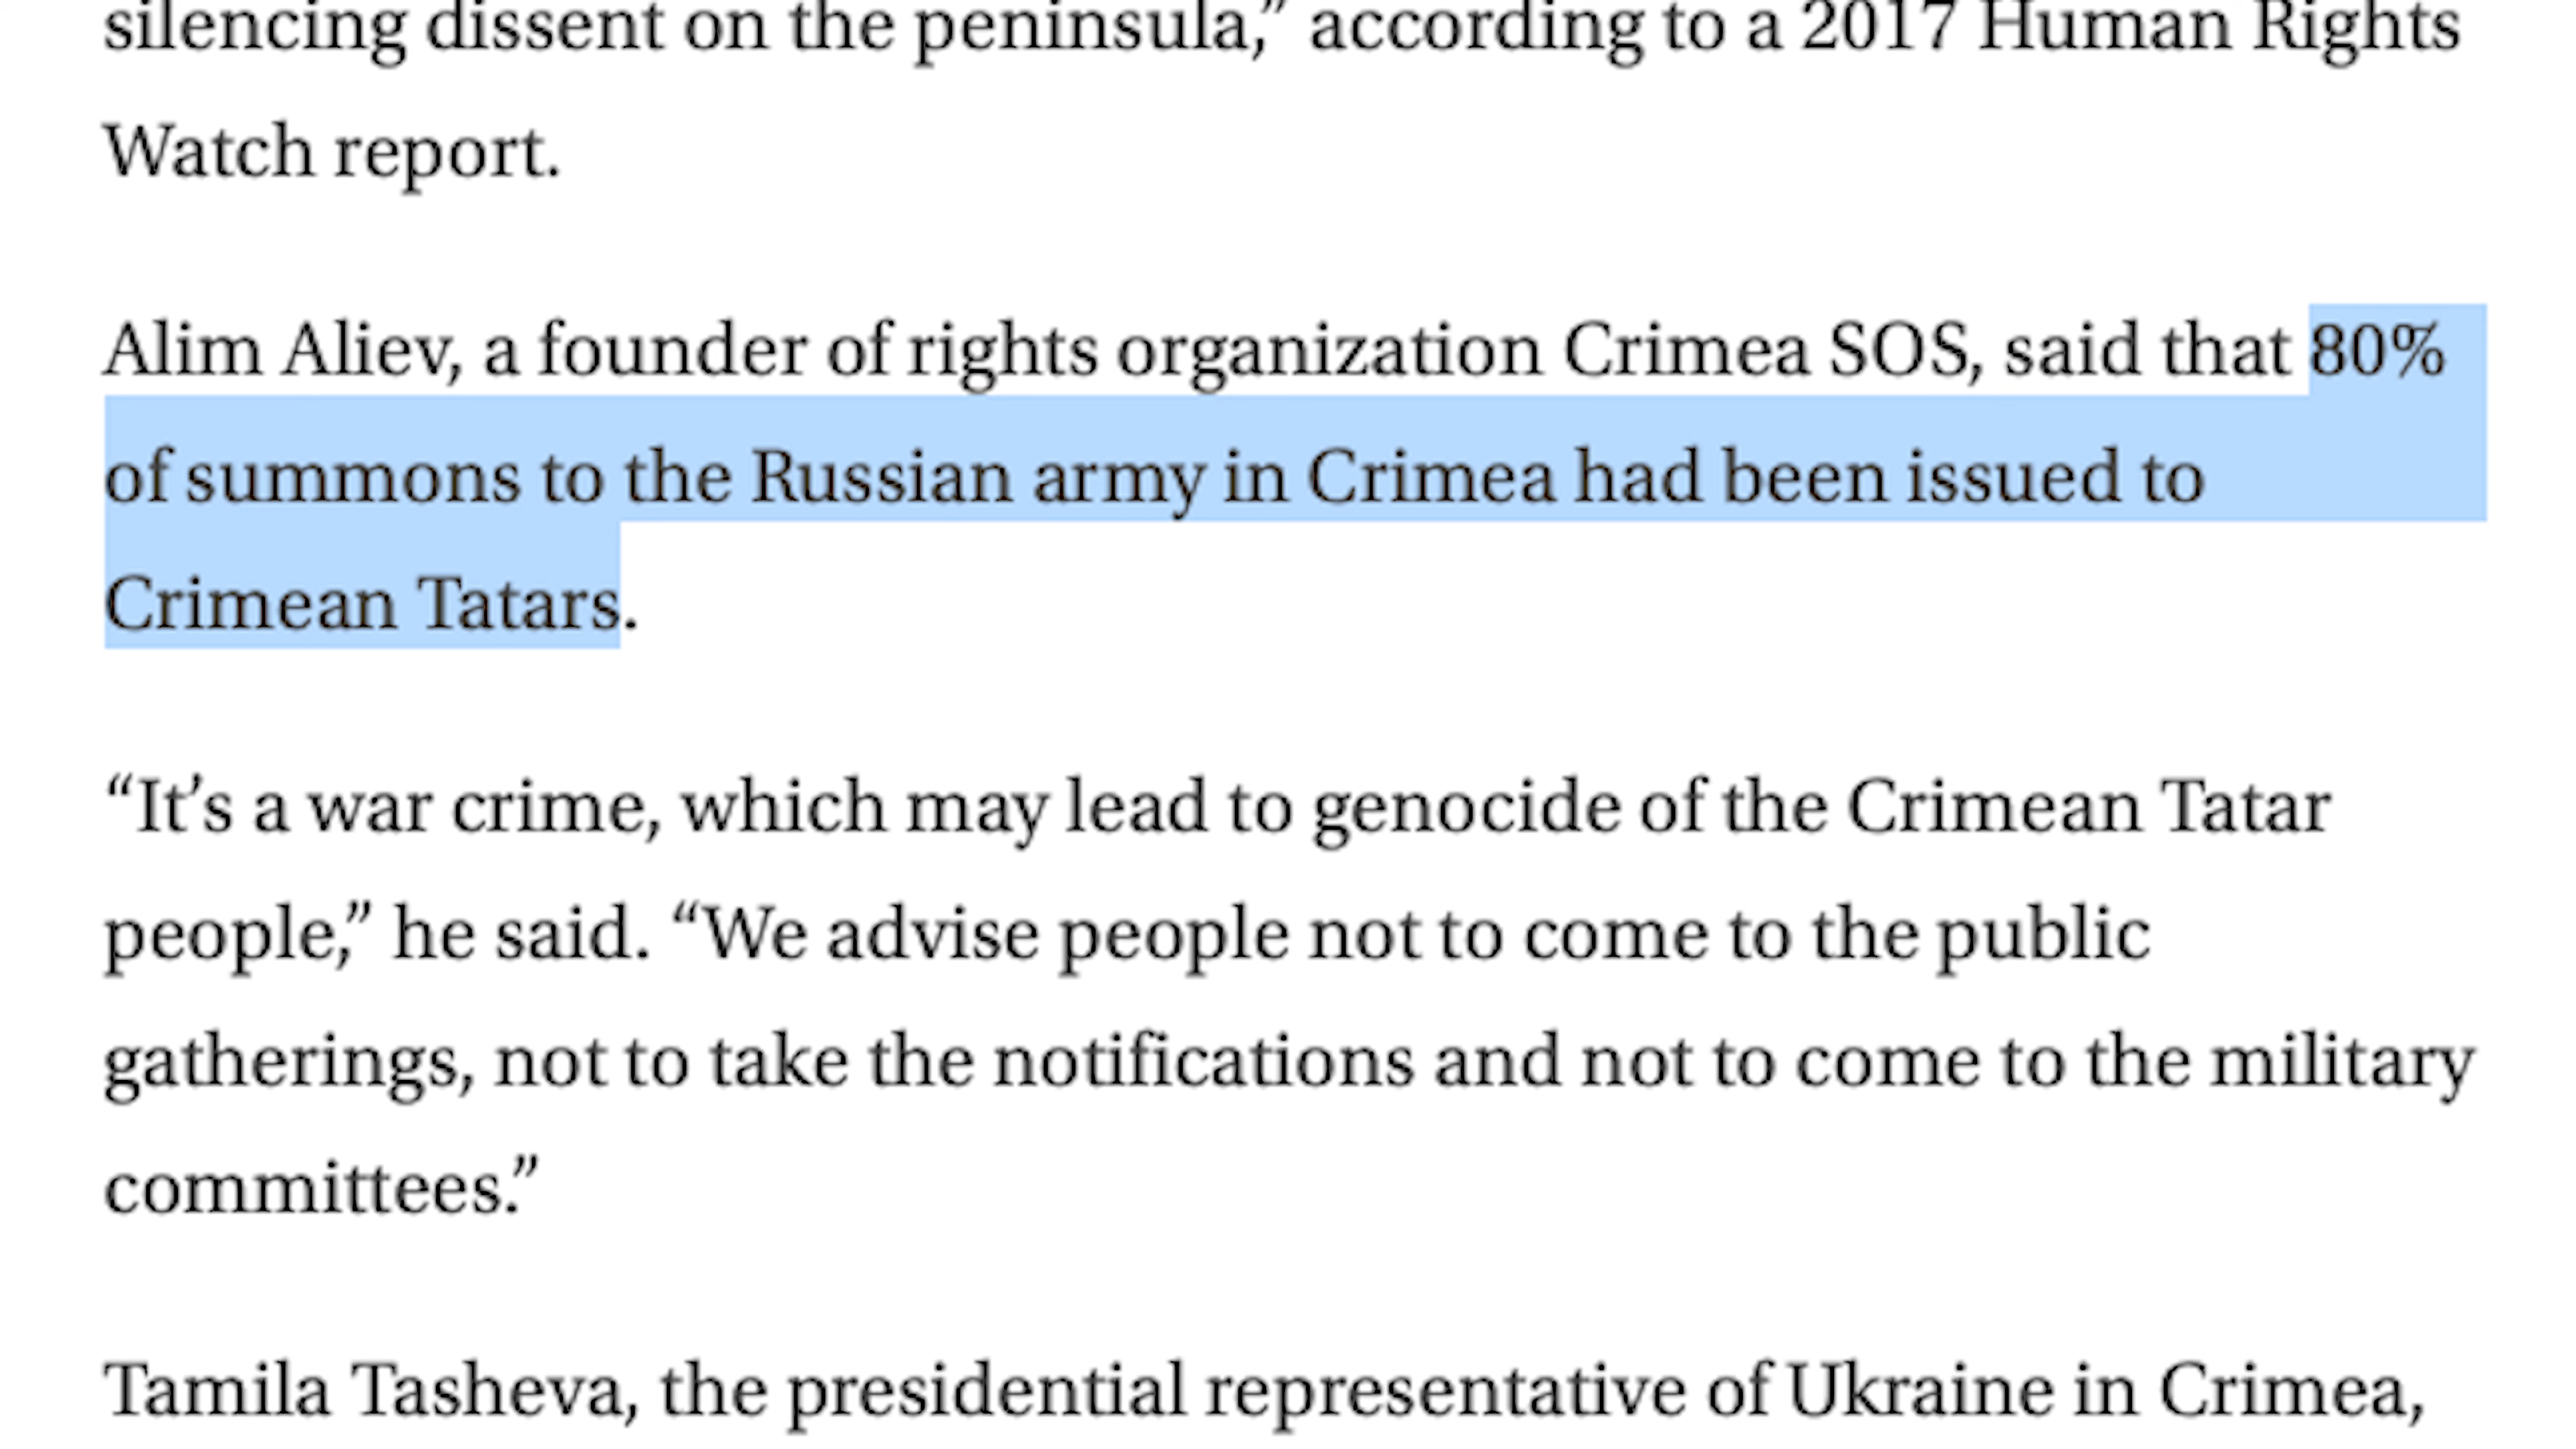 silencing dissent on the peninsula,” according to a 2017 Human Rights
Watch report.
Alim Aliev, a founder of rights organization Crimea SOS, said that 80%
of summons to the Russian army in Crimea had been issued to
Crimean Tatars.
“It’s a war crime, which may lead to genocide of the Crimean Tatar
people,” he said. “We advise people not to come to the public
gatherings, not to take the notifications and not to come to the military
committees.”
Tamila Tasheva, the presidential representative of Ukraine in Crimea,